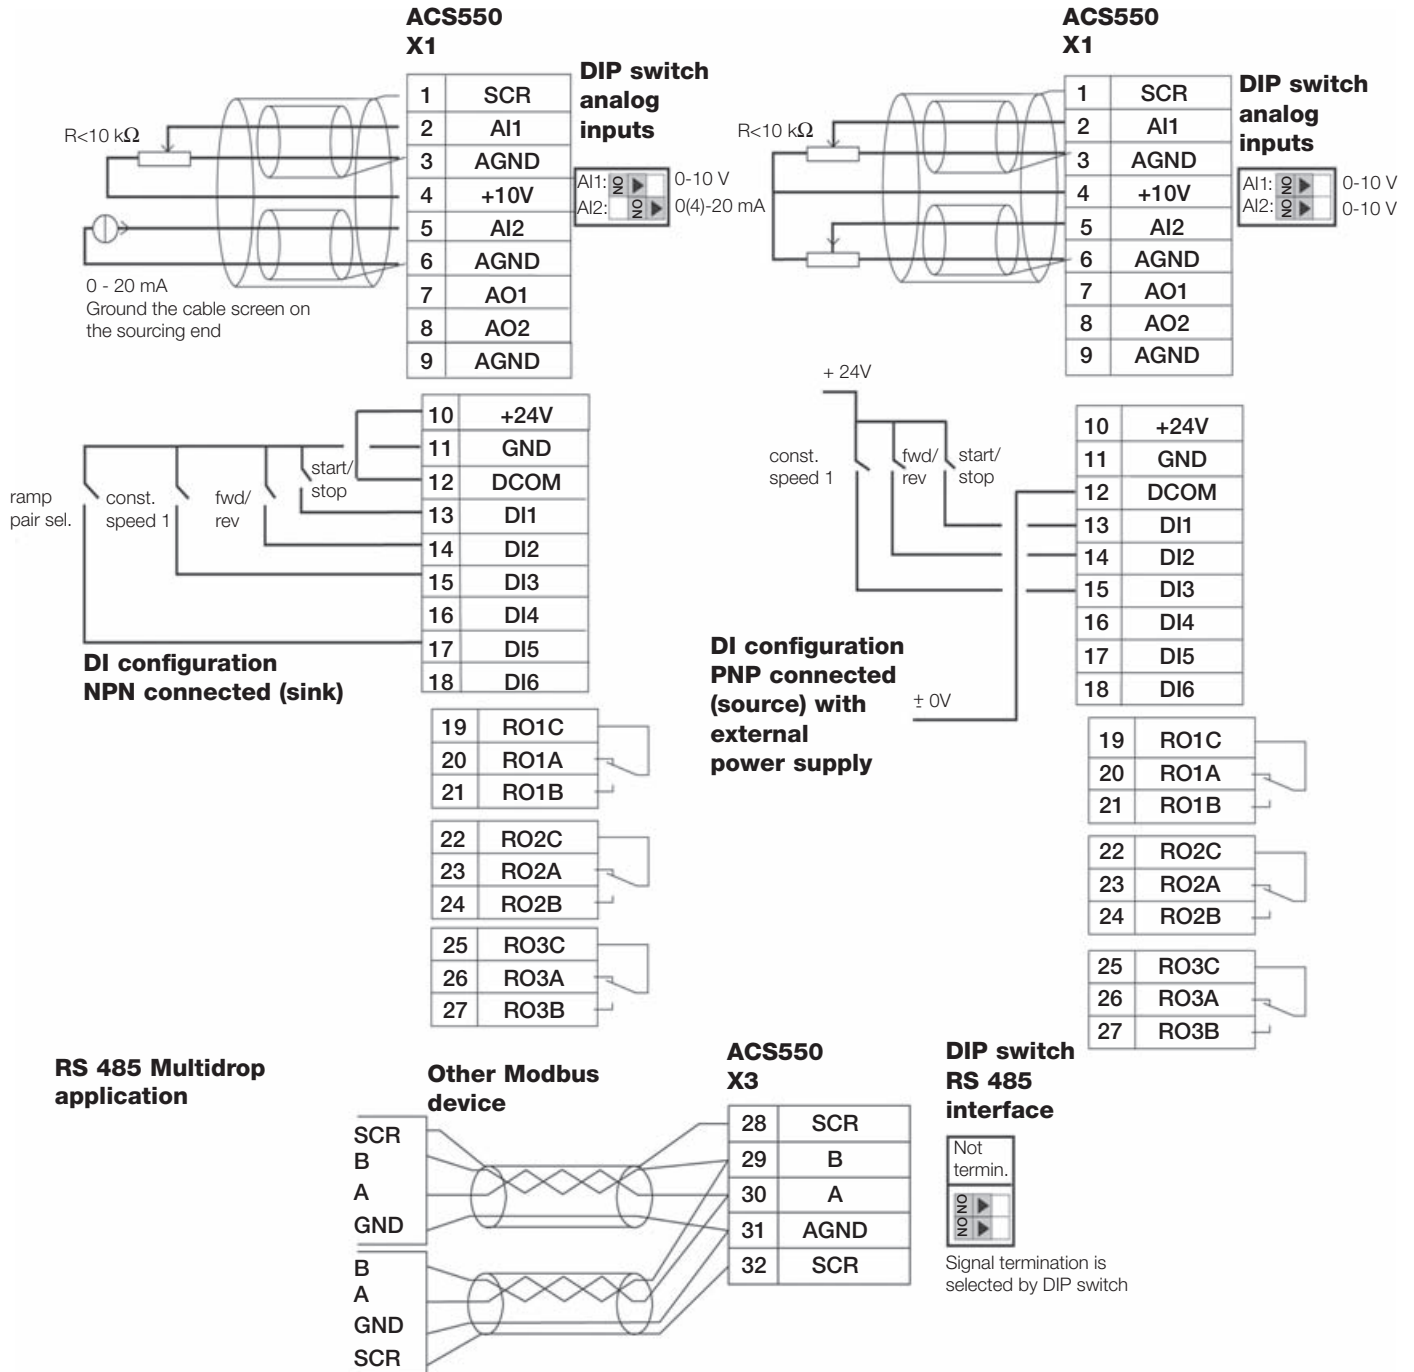 ACS550
X1
DIP switch
analog
inputs
1 SCR
2 AI1
3 AGND
4 +10V
5 AI2
6 AGND
7 AO1
8 AO2
9 AGND
R<10 kΩ
AI1: ON 0-10 V
AI2: ON 0(4)-20 mA
0 - 20 mA
Ground the cable screen on
the sourcing end
10 +24V
11 GND
12 DCOM
13 DI1
14 DI2
15 DI3
16 DI4
17 DI5
18 DI6
ramp
pair sel.
const.
speed 1
fwd/
rev
start/
stop
DI configuration
NPN connected (sink)
19 RO1C
20 RO1A
21 RO1B
22 RO2C
23 RO2A
24 RO2B
25 RO3C
26 RO3A
27 RO3B
ACS550
X1
DIP switch
analog
inputs
1 SCR
2 AI1
3 AGND
4 +10V
5 AI2
6 AGND
7 AO1
8 AO2
9 AGND
R<10 kΩ
AI1: ON 0-10 V
AI2: ON 0-10 V
+ 24V
const.
speed 1
fwd/
rev
start/
stop
10 +24V
11 GND
12 DCOM
13 DI1
14 DI2
15 DI3
16 DI4
17 DI5
18 DI6
DI configuration
PNP connected
(source) with
external
power supply
± 0V
19 RO1C
20 RO1A
21 RO1B
22 RO2C
23 RO2A
24 RO2B
25 RO3C
26 RO3A
27 RO3B
RS 485 Multidrop
application
Other Modbus
device
SCR
B
A
GND
B
A
GND
SCR
ACS550
X3
28 SCR
29 B
30 A
31 AGND
32 SCR
DIP switch
RS 485
interface
Not
termin.
ON
ON
Signal termination is
selected by DIP switch